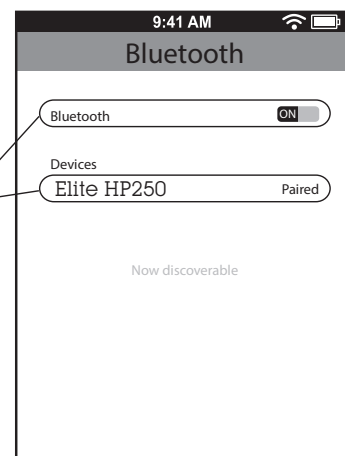 9:41 AM
Bluetooth
Bluetooth ON
Devices
Elite HP250 Paired
Now discoverable